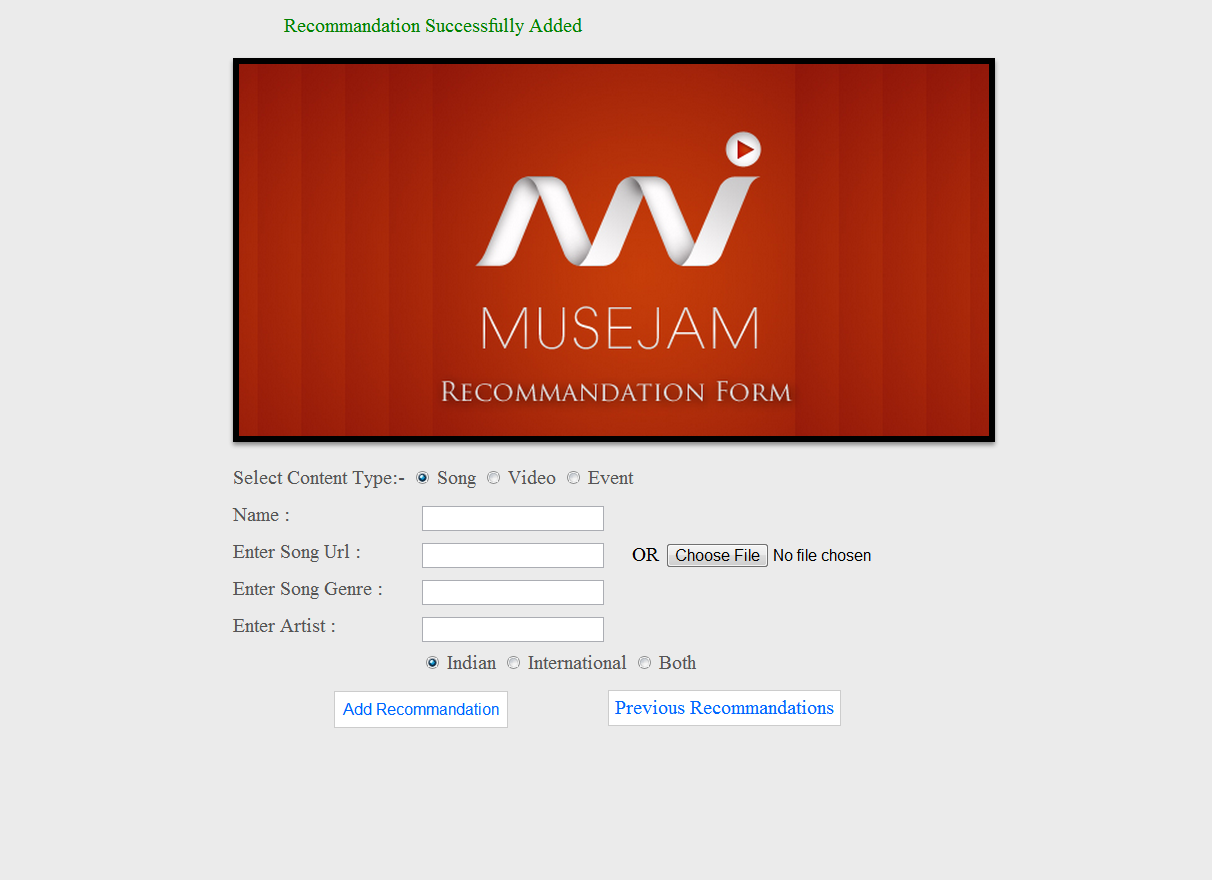 Recommandation Successfully Added
MUSEJAM
Recommandation Form
Select Content Type:- Song Video Event
Name :
Enter Song Url : OR Choose File No file chosen
Enter Song Genre :
Enter Artist :
Indian International Both
Add Recommandation Previous Recommandations